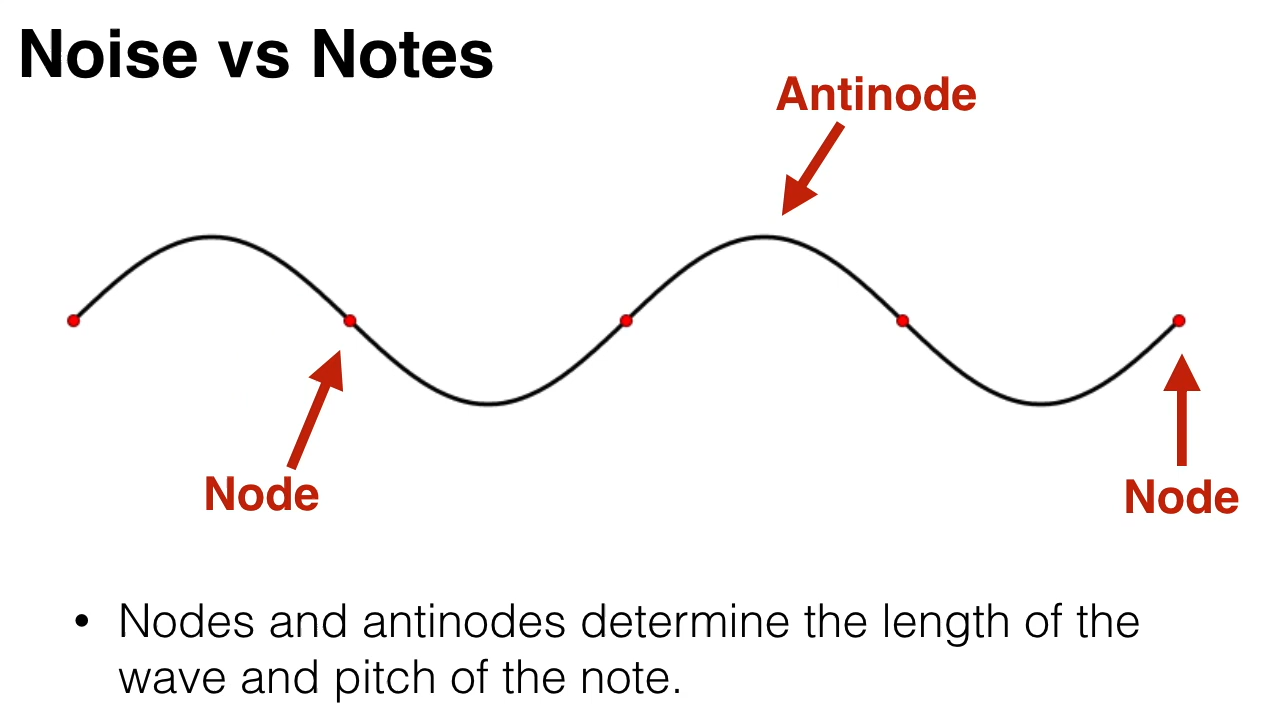 Noise vs Notes
Antinode
Node
Node
• Nodes and antinodes determine the length of the
wave and pitch of the note.